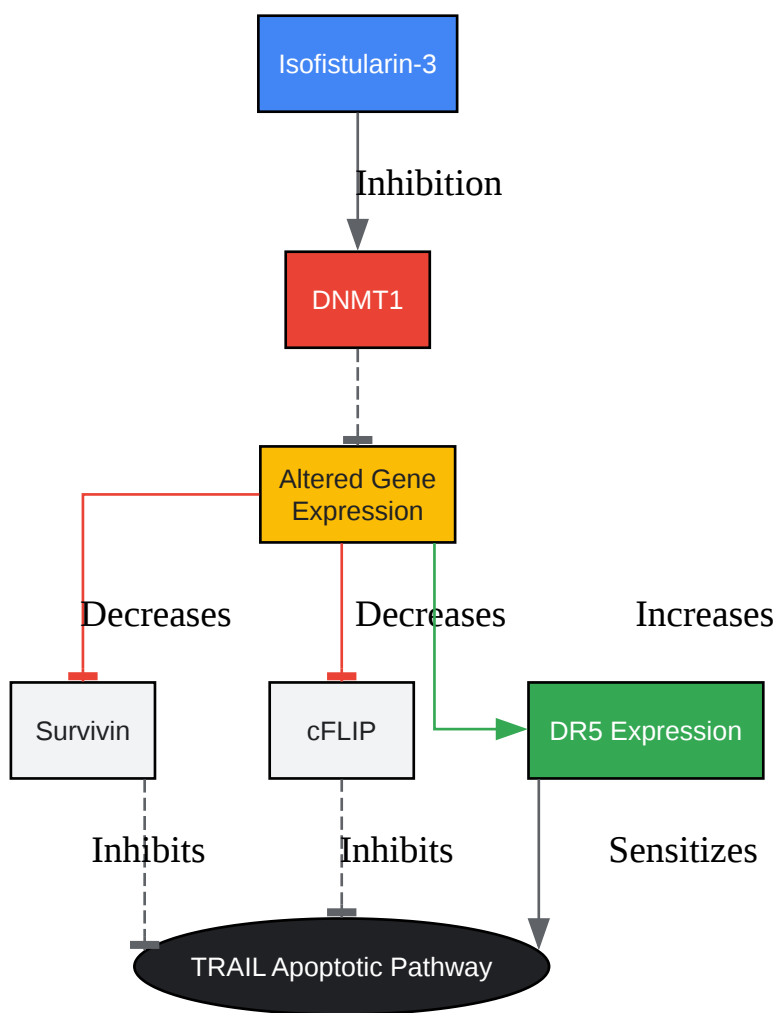 Isofistularin-3
Inhibition
DNMT1
Altered Gene
Expression
Decreases
Decreases
Increases
Survivin
cFLIP
DR5 Expression
Inhibits
Inhibits
Sensitizes
TRAIL Apoptotic Pathway